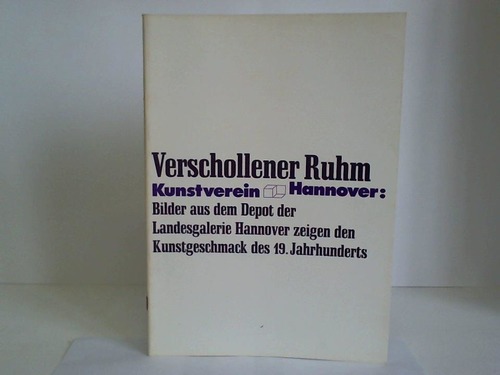 Verschollener Ruhm
Kunstverein Hannover:
Bilder aus dem Depot der
Landesgalerie Hannover zeigen den
Kunstgeschmack des 19. Jahrhunderts